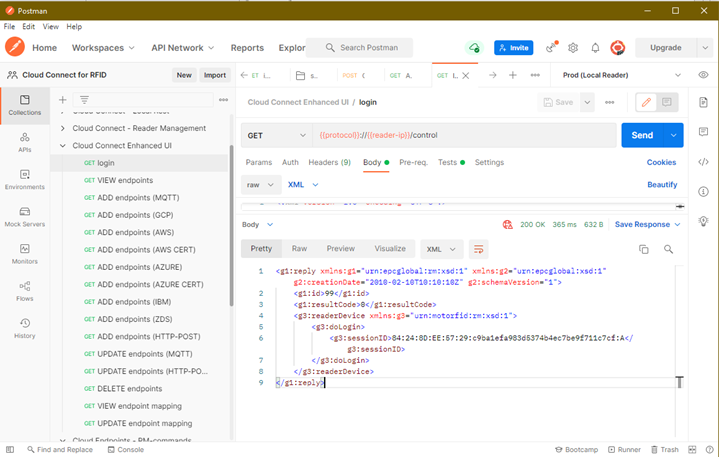 Postman
File Edit View Help
Home Workspaces API Network Reports Explor Search Postman Invite Upgrade
Cloud Connect for RFID New Import GET I... Prod (Local Reader)
Collections
APIs
Environments
Mock Servers
Monitors
Flows
History
Cloud Connect - Reader Management
Cloud Connect Enhanced UI
GET login
GET VIEW endpoints
GET ADD endpoints (MQTT)
GET ADD endpoints (GCP)
GET ADD endpoints (AWS)
GET ADD endpoints (AWS CERT)
GET ADD endpoints (AZURE)
GET ADD endpoints (AZURE CERT)
GET ADD endpoints (IBM)
GET ADD endpoints (ZDS)
GET ADD endpoints (HTTP-POST)
GET UPDATE endpoints (MQTT)
GET UPDATE endpoints (HTTP-PO...
GET DELETE endpoints
GET VIEW endpoint mapping
GET UPDATE endpoint mapping
Cloud Connect Enhanced UI / login Save
GET {{protocol}}://{{reader-ip}}/control Send
Params Auth Headers (9) Body Pre-req. Tests Settings Cookies
raw XML Beautify
Body 200 OK 365 ms 632 B Save Response
Pretty Raw Preview Visualize XML
1 <g1:reply xmlns:g1="urn:epcglobal:rm:xsd:1" xmlns:g2="urn:epcglobal:xsd:1"
g2:creationDate="2010-02-10T10:10:10Z" g2:schemaVersion="1">
2 <g1:id>99</g1:id>
3 <g1:resultCode>0</g1:resultCode>
4 <g3:readerDevice xmlns:g3="urn:motorfid:rm:xsd:1">
5 <g3:doLogin>
6 <g3:sessionID>84:24:8D:EE:57:29:c9ba1efa983d5374b4ec7be9f711c7cf:A</
g3:sessionID>
7 </g3:doLogin>
8 </g3:readerDevice>
9 </g1:reply>
Find and Replace Console Bootcamp Runner Trash